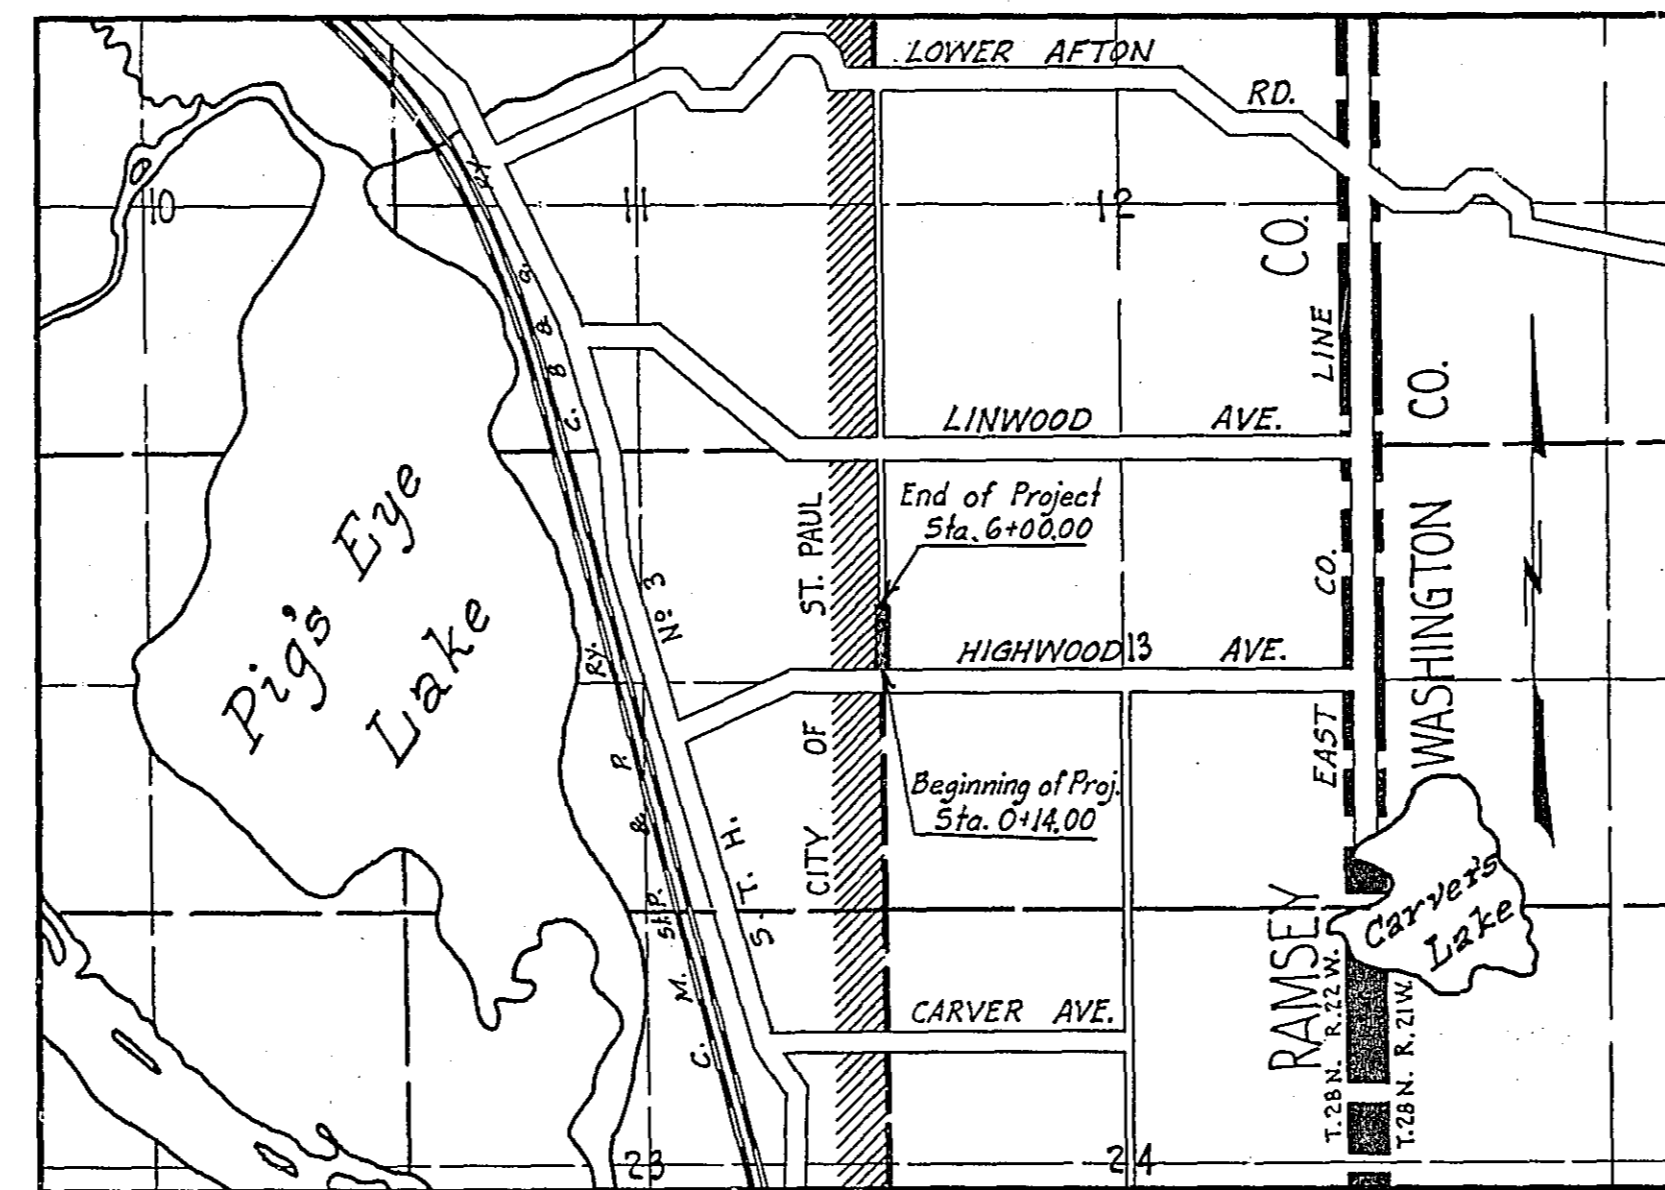 LOWER AFTON
RD.
10
11
12
RY.
Q.
&
B
C.
CO.
LINE
CO.
LINWOOD AVE.
End of Project
Sta. 6+00.00
ST. PAUL
Pig's Eye
Lake
No 3
RY.
HIGHWOOD 13 AVE.
CO.
WASHINGTON
EAST
P.
&
OF
Beginning of Proj.
Sta. 0+14.00
CITY
T. H.
S.
ST.P.
M.
C.
RAMSEY
Carver's
Lake
T.28N. R.22W.
T.28N. R.21W.
CARVER AVE.
23
24